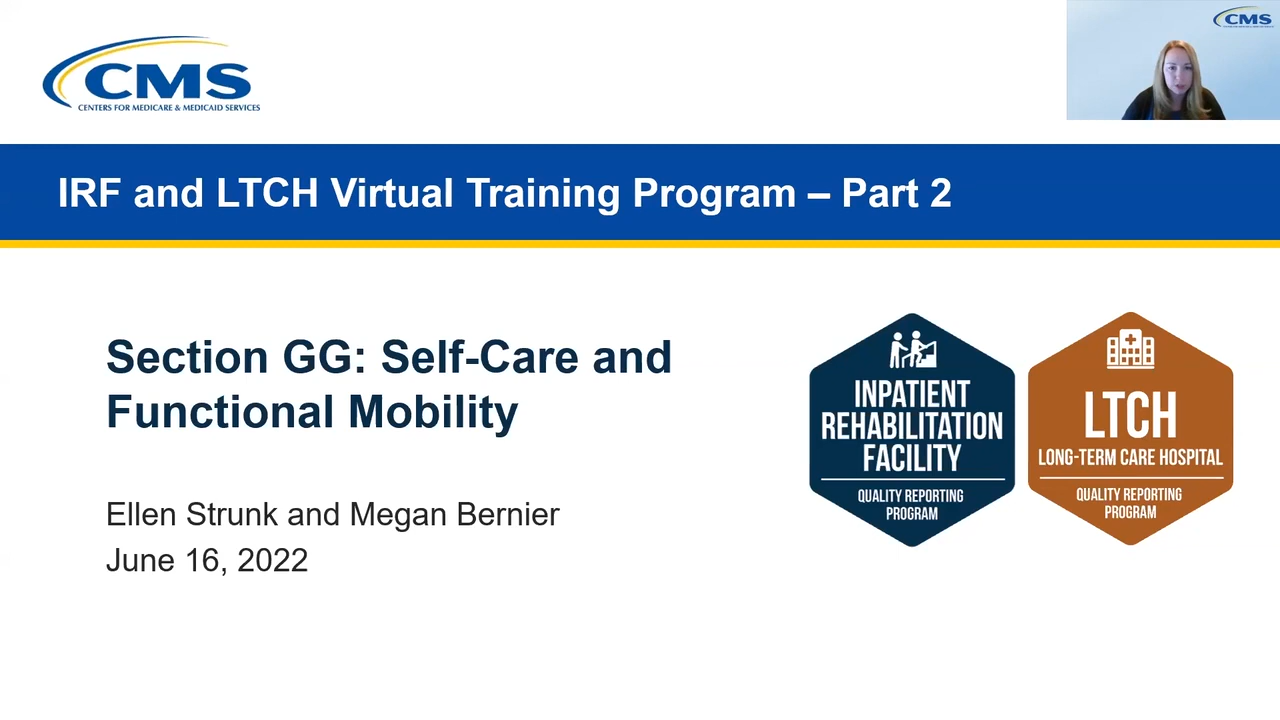 CMS
CENTERS FOR MEDICARE & MEDICAID SERVICES
CMS
IRF and LTCH Virtual Training Program – Part 2
Section GG: Self-Care and
Functional Mobility
Ellen Strunk and Megan Bernier
June 16, 2022
INPATIENT
REHABILITATION
FACILITY
QUALITY REPORTING
PROGRAM
LTCH
LONG-TERM CARE HOSPITAL
QUALITY REPORTING
PROGRAM